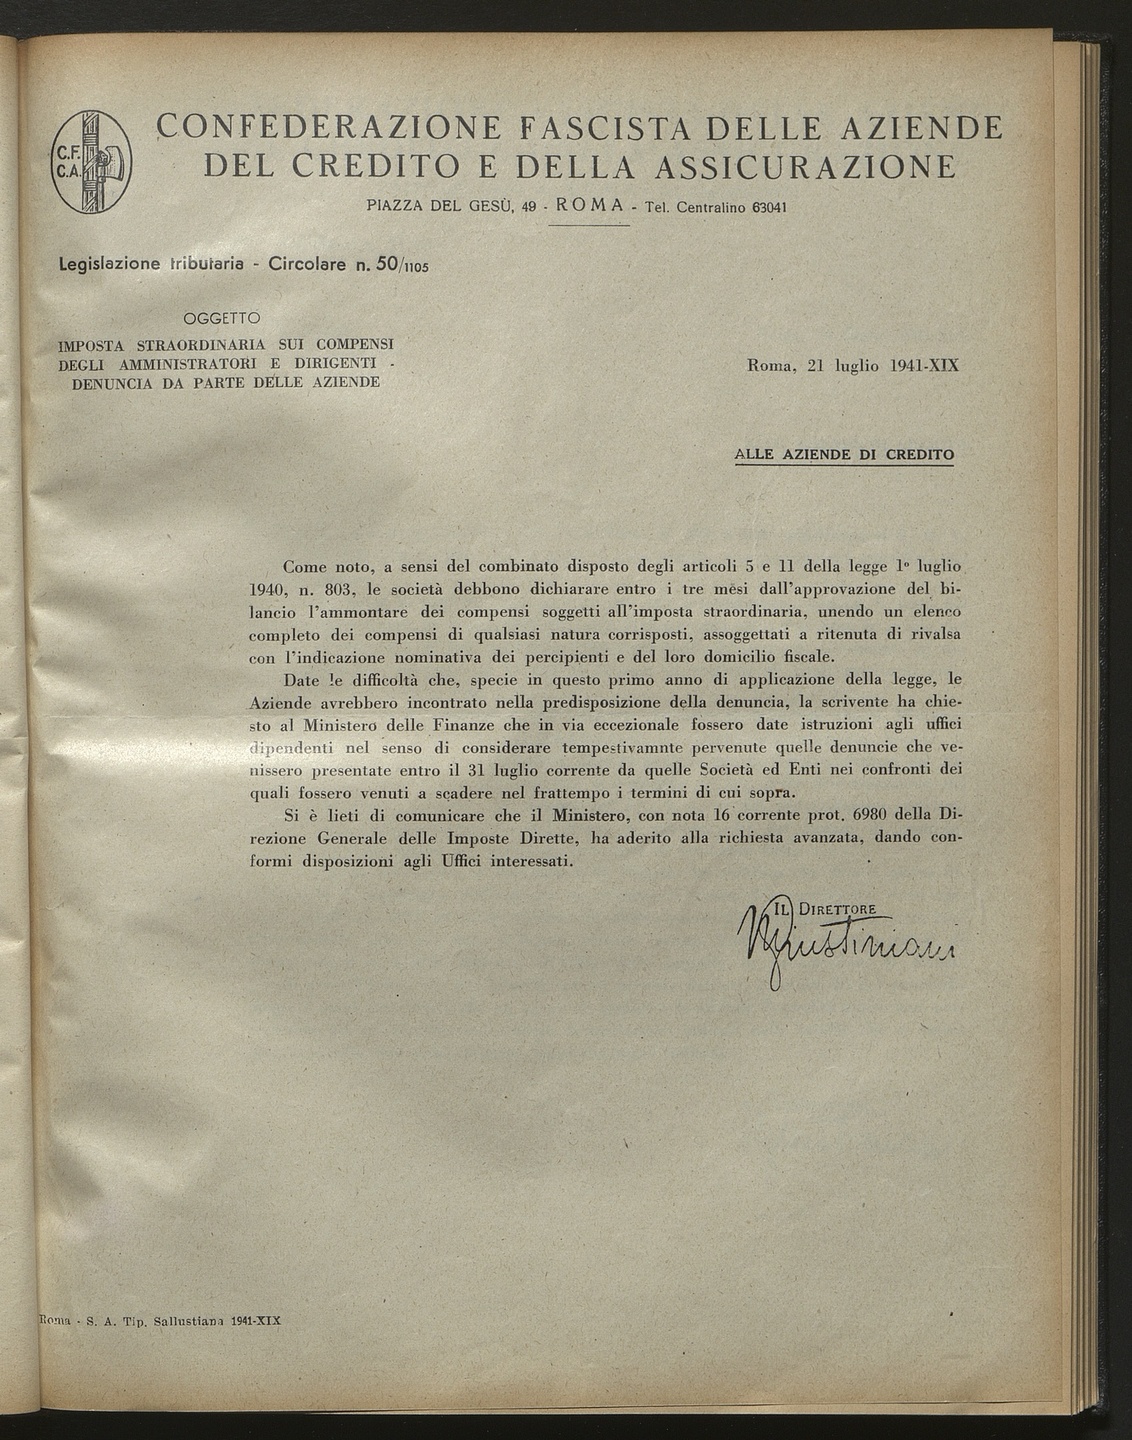 C.F.
C.A.
CONFEDERAZIONE FASCISTA DELLE AZIENDE
DEL CREDITO E DELLA ASSICURAZIONE
PIAZZA DEL GESÙ, 49 - ROMA - Tel. Centralino 63041
Legislazione tributaria - Circolare n. 50/1105
OGGETTO
IMPOSTA STRAORDINARIA SUI COMPENSI
DEGLI AMMINISTRATORI E DIRIGENTI -
DENUNCIA DA PARTE DELLE AZIENDE
Roma, 21 luglio 1941-XIX
ALLE AZIENDE DI CREDITO
Come noto, a sensi del combinato disposto degli articoli 5 e 11 della legge 1º luglio
1940, n. 803, le società debbono dichiarare entro i tre mesi dall'approvazione del bi-
lancio l'ammontare dei compensi soggetti all'imposta straordinaria, unendo un elenco
completo dei compensi di qualsiasi natura corrisposti, assoggettati a ritenuta di rivalsa
con l'indicazione nominativa dei percipienti e del loro domicilio fiscale.
Date le difficoltà che, specie in questo primo anno di applicazione della legge, le
Aziende avrebbero incontrato nella predisposizione della denuncia, la scrivente ha chie-
sto al Ministero delle Finanze che in via eccezionale fossero date istruzioni agli uffici
dipendenti nel senso di considerare tempestivamnte pervenute quelle denuncie che ve-
nissero presentate entro il 31 luglio corrente da quelle Società ed Enti nei confronti dei
quali fossero venuti a scadere nel frattempo i termini di cui sopra.
Si è lieti di comunicare che il Ministero, con nota 16 corrente prot. 6980 della Di-
rezione Generale delle Imposte Dirette, ha aderito alla richiesta avanzata, dando con-
formi disposizioni agli Uffici interessati.
IL DIRETTORE
Giustiniani
Roma - S. A. Tip. Sallustiana 1941-XIX